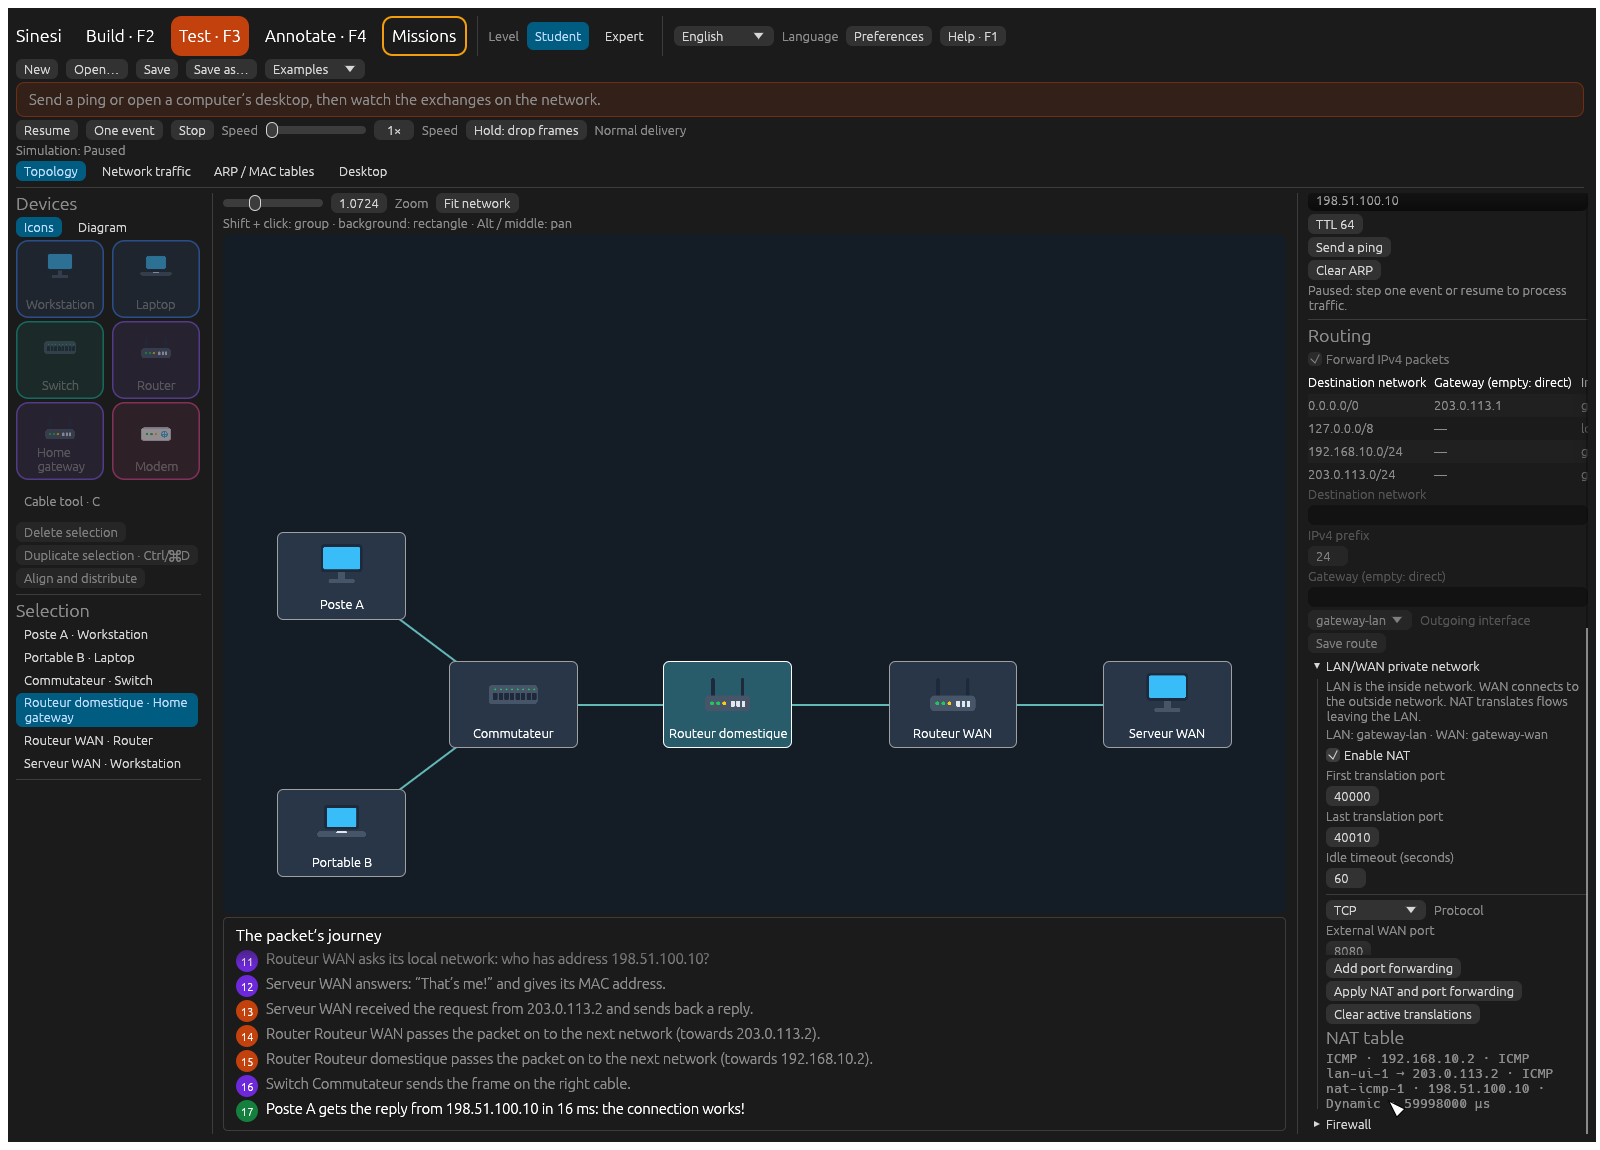 Sinesi Build · F2 Test · F3 Annotate · F4 Missions Level Student Expert English Language Preferences Help · F1
New Open... Save Save as... Examples
Send a ping or open a computer's desktop, then watch the exchanges on the network.
Resume One event Stop Speed 1× Speed Hold: drop frames Normal delivery
Simulation: Paused
Topology Network traffic ARP / MAC tables Desktop
Devices
Icons Diagram
Workstation Laptop
Switch Router
Home gateway Modem
Cable tool · C
Delete selection
Duplicate selection · Ctrl/⌘D
Align and distribute
Selection
Poste A · Workstation
Portable B · Laptop
Commutateur · Switch
Routeur domestique · Home
gateway
Routeur WAN · Router
Serveur WAN · Workstation
1.0724 Zoom Fit network
Shift + click: group · background: rectangle · Alt / middle: pan
Poste A
Commutateur Routeur domestique Routeur WAN Serveur WAN
Portable B
The packet's journey
11 Routeur WAN asks its local network: who has address 198.51.100.10?
12 Serveur WAN answers: “That's me!” and gives its MAC address.
13 Serveur WAN received the request from 203.0.113.2 and sends back a reply.
14 Router Routeur WAN passes the packet on to the next network (towards 203.0.113.2).
15 Router Routeur domestique passes the packet on to the next network (towards 192.168.10.2).
16 Switch Commutateur sends the frame on the right cable.
17 Poste A gets the reply from 198.51.100.10 in 16 ms: the connection works!
198.51.100.10
TTL 64
Send a ping
Clear ARP
Paused: step one event or resume to process
traffic.
Routing
Forward IPv4 packets
Destination network Gateway (empty: direct)
0.0.0.0/0 203.0.113.1
127.0.0.0/8 —
192.168.10.0/24 —
203.0.113.0/24 —
Destination network
IPv4 prefix
24
Gateway (empty: direct)
gateway-lan Outgoing interface
Save route
LAN/WAN private network
LAN is the inside network. WAN connects to
the outside network. NAT translates flows
leaving the LAN.
LAN: gateway-lan · WAN: gateway-wan
Enable NAT
First translation port
40000
Last translation port
40010
Idle timeout (seconds)
60
TCP Protocol
External WAN port
8080
Add port forwarding
Apply NAT and port forwarding
Clear active translations
NAT table
ICMP · 192.168.10.2 · ICMP
lan-ui-1 → 203.0.113.2 · ICMP
nat-icmp-1 · 198.51.100.10 ·
Dynamic 59998000 µs
Firewall